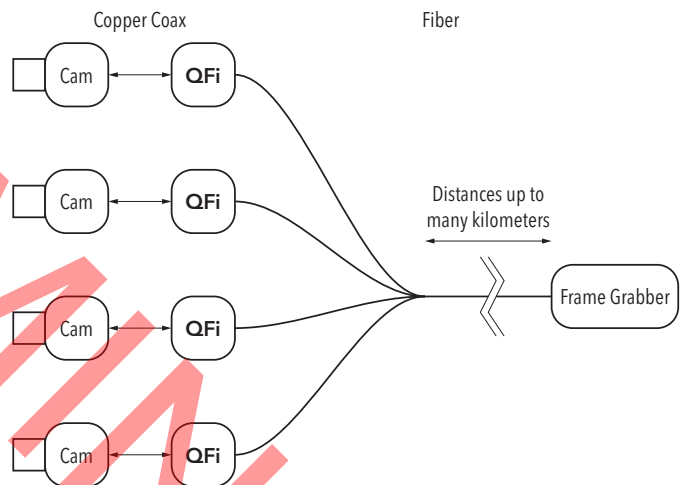 Copper Coax
Fiber
Cam
QFi
Cam
QFi
Distances up to
many kilometers
Frame Grabber
Cam
QFi
Cam
QFi